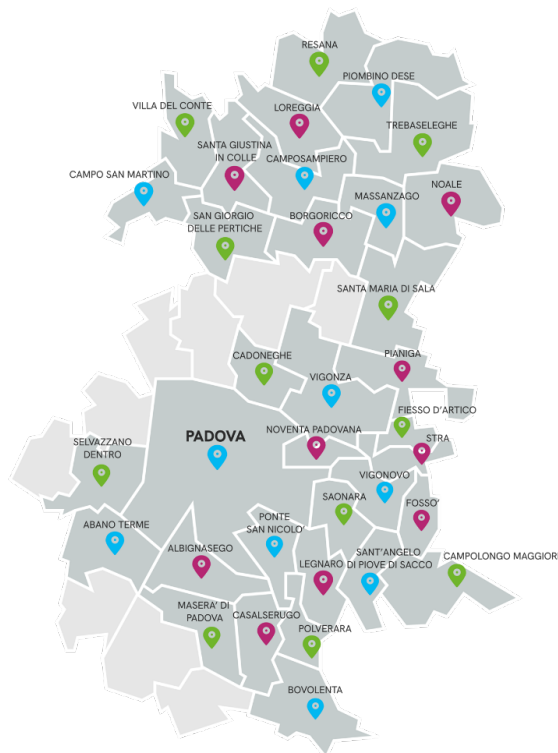 RESANA
PIOMBINO DESE
VILLA DEL CONTE
LOREGGIA
TREBASELEGHE
SANTA GIUSTINA
IN COLLE
CAMPOSAMPIERO
CAMPO SAN MARTINO
MASSANZAGO
NOALE
SAN GIORGIO
DELLE PERTICHE
BORGORICCO
SANTA MARIA DI SALA
CADONEGHE
PIANIGA
VIGONZA
FIESSO D'ARTICO
PADOVA
NOVENTA PADOVANA
STRA
SELVAZZANO
DENTRO
VIGONOVO
SAONARA
FOSSO'
ABANO TERME
PONTE
SAN NICOLO'
ALBIGNASEGO
LEGNARO
SANT'ANGELO
DI PIOVE DI SACCO
CAMPOLONGO MAGGIORE
MASERA' DI
PADOVA
CASALSERUGO
POLVERARA
BOVOLENTA